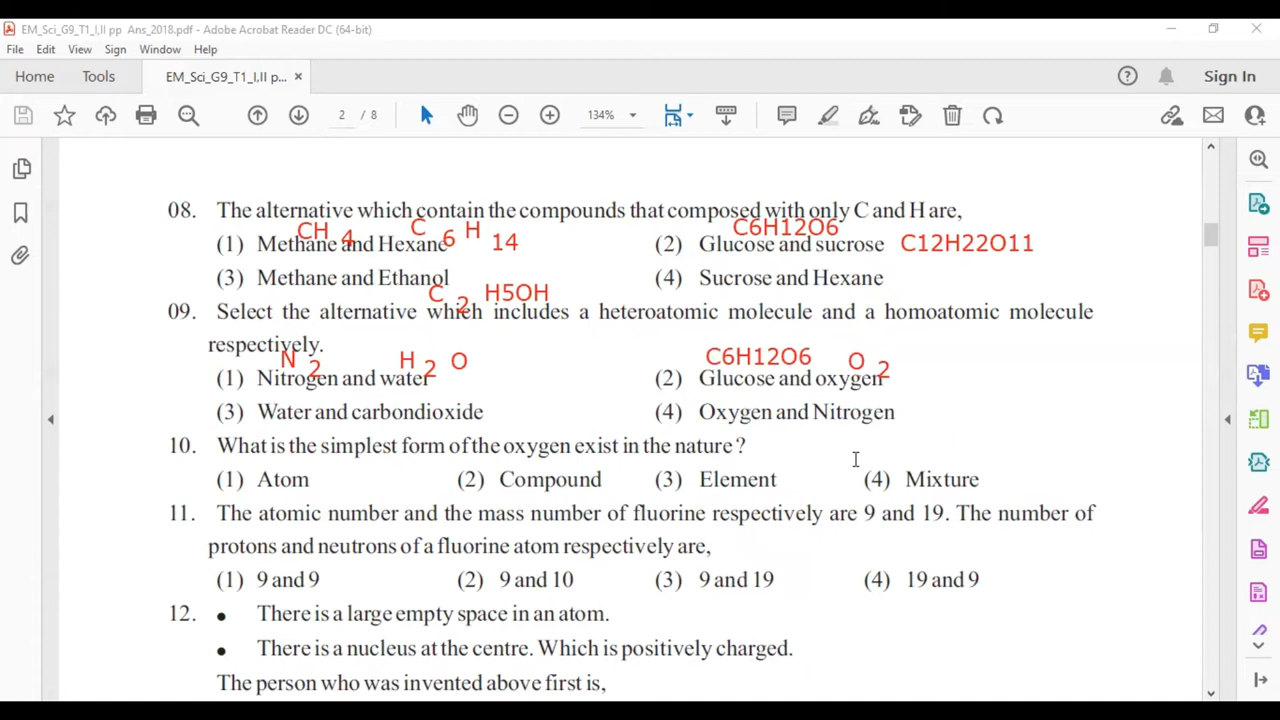 EM_Sci_G9_T1_I,II pp Ans_2018.pdf - Adobe Acrobat Reader DC (64-bit)
File Edit View Sign Window Help
Home Tools EM_Sci_G9_T1_I,II p... × Sign In
2 / 8 134%
08. The alternative which contain the compounds that composed with only C and H are,
CH 4 C 6 H 14 C6H12O6
(1) Methane and Hexane (2) Glucose and sucrose C12H22O11
(3) Methane and Ethanol (4) Sucrose and Hexane
C 2 H5OH
09. Select the alternative which includes a heteroatomic molecule and a homoatomic molecule
respectively.
N 2 H 2 O C6H12O6 O 2
(1) Nitrogen and water (2) Glucose and oxygen
(3) Water and carbondioxide (4) Oxygen and Nitrogen
10. What is the simplest form of the oxygen exist in the nature ?
(1) Atom (2) Compound (3) Element (4) Mixture
11. The atomic number and the mass number of fluorine respectively are 9 and 19. The number of
protons and neutrons of a fluorine atom respectively are,
(1) 9 and 9 (2) 9 and 10 (3) 9 and 19 (4) 19 and 9
12. • There is a large empty space in an atom.
• There is a nucleus at the centre. Which is positively charged.
The person who was invented above first is,